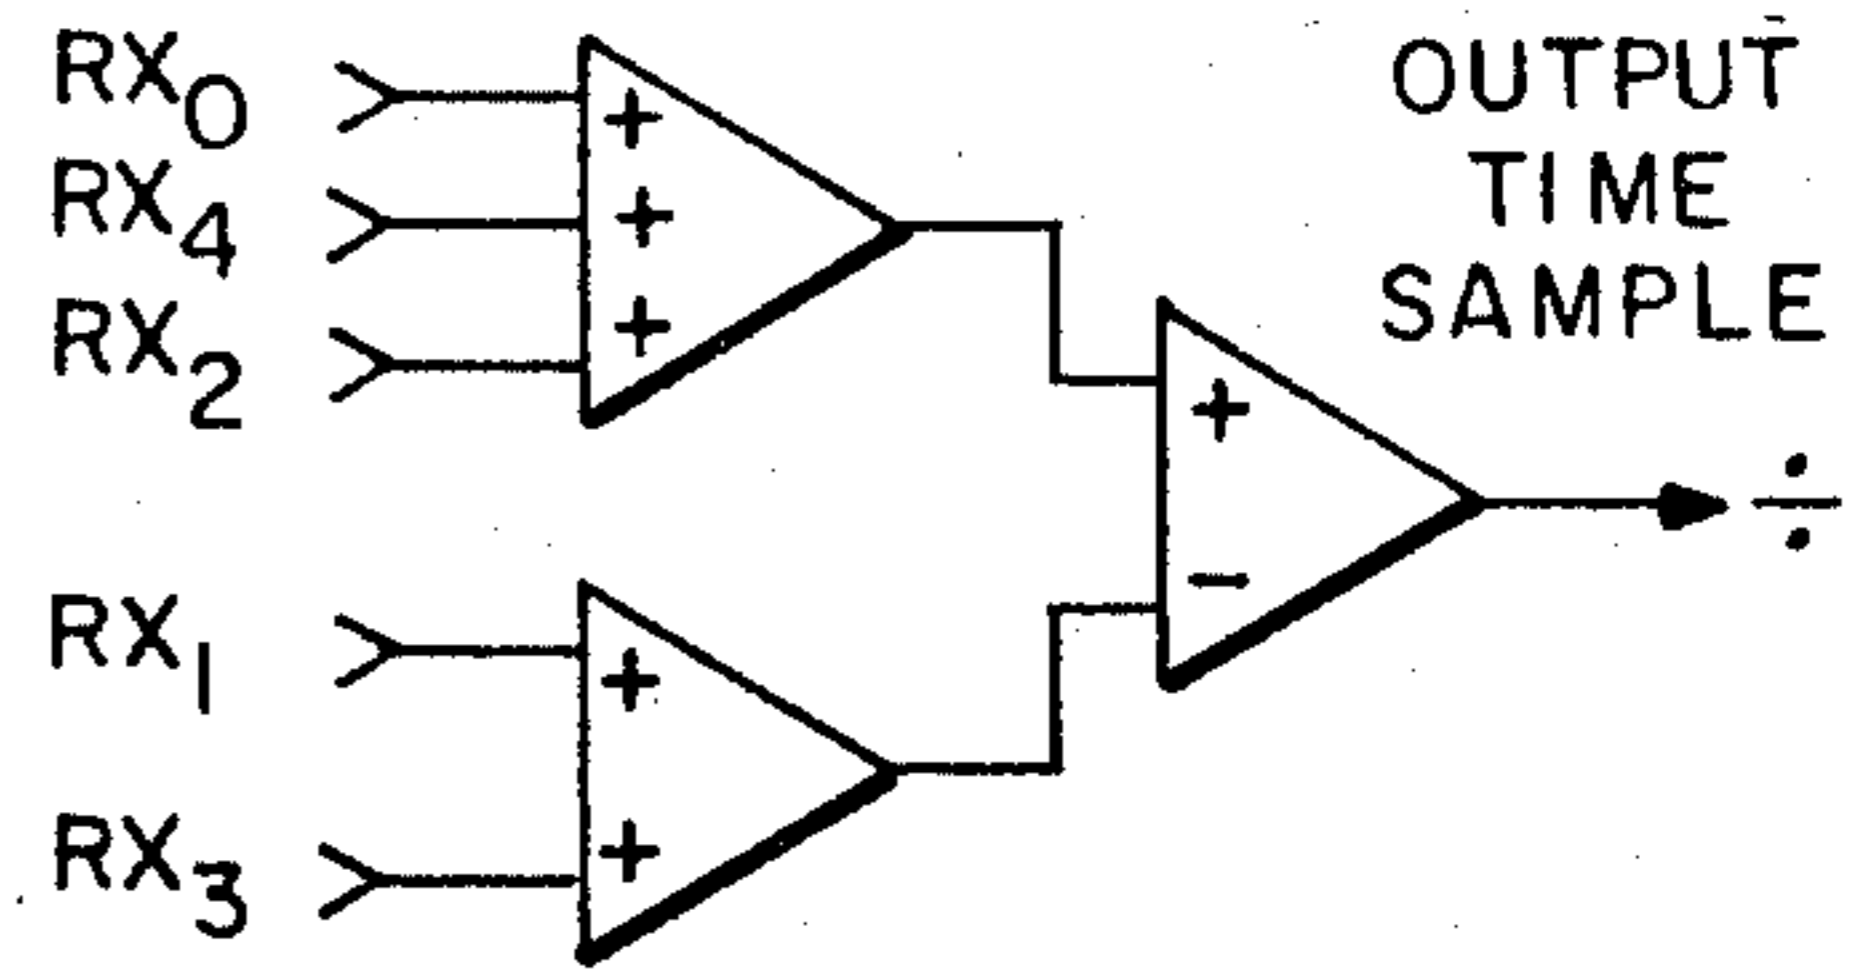 RX0
RX4
RX2
RX1
RX3
+
+
+
+
+
+
-
OUTPUT
TIME
SAMPLE
÷